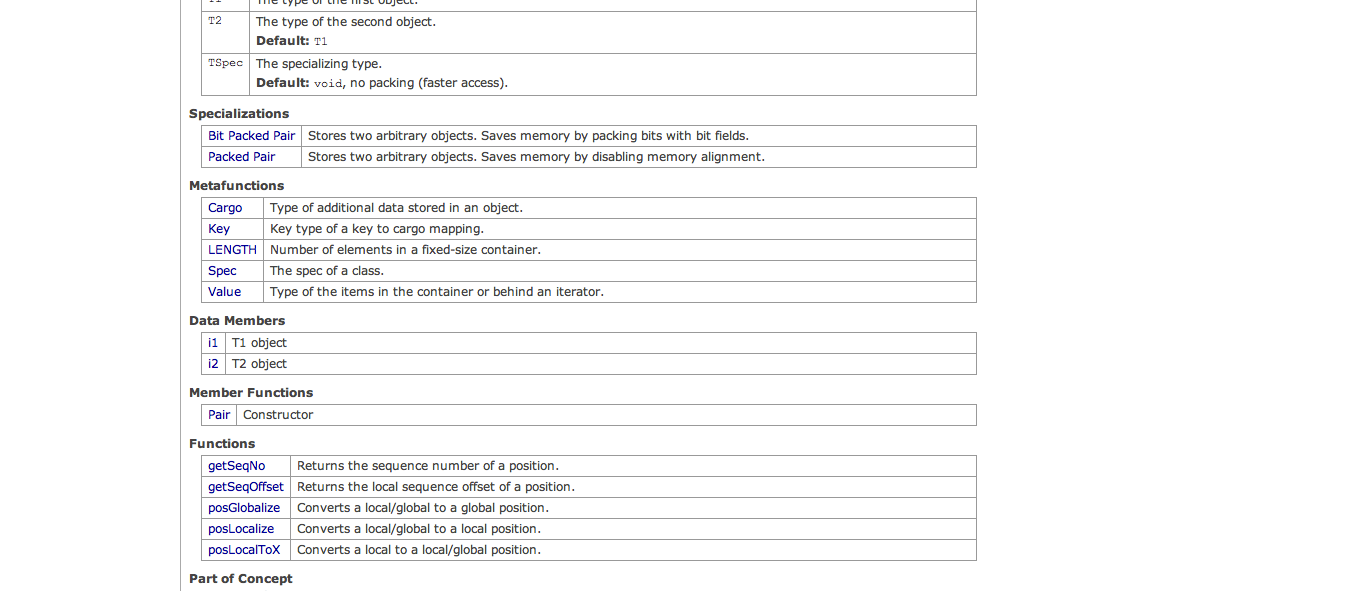 T1 The type of the first object.
T2 The type of the second object.
Default: T1
TSpec The specializing type.
Default: void, no packing (faster access).
Specializations
Bit Packed Pair Stores two arbitrary objects. Saves memory by packing bits with bit fields.
Packed Pair Stores two arbitrary objects. Saves memory by disabling memory alignment.
Metafunctions
Cargo Type of additional data stored in an object.
Key Key type of a key to cargo mapping.
LENGTH Number of elements in a fixed-size container.
Spec The spec of a class.
Value Type of the items in the container or behind an iterator.
Data Members
i1 T1 object
i2 T2 object
Member Functions
Pair Constructor
Functions
getSeqNo Returns the sequence number of a position.
getSeqOffset Returns the local sequence offset of a position.
posGlobalize Converts a local/global to a global position.
posLocalize Converts a local/global to a local position.
posLocalToX Converts a local to a local/global position.
Part of Concept